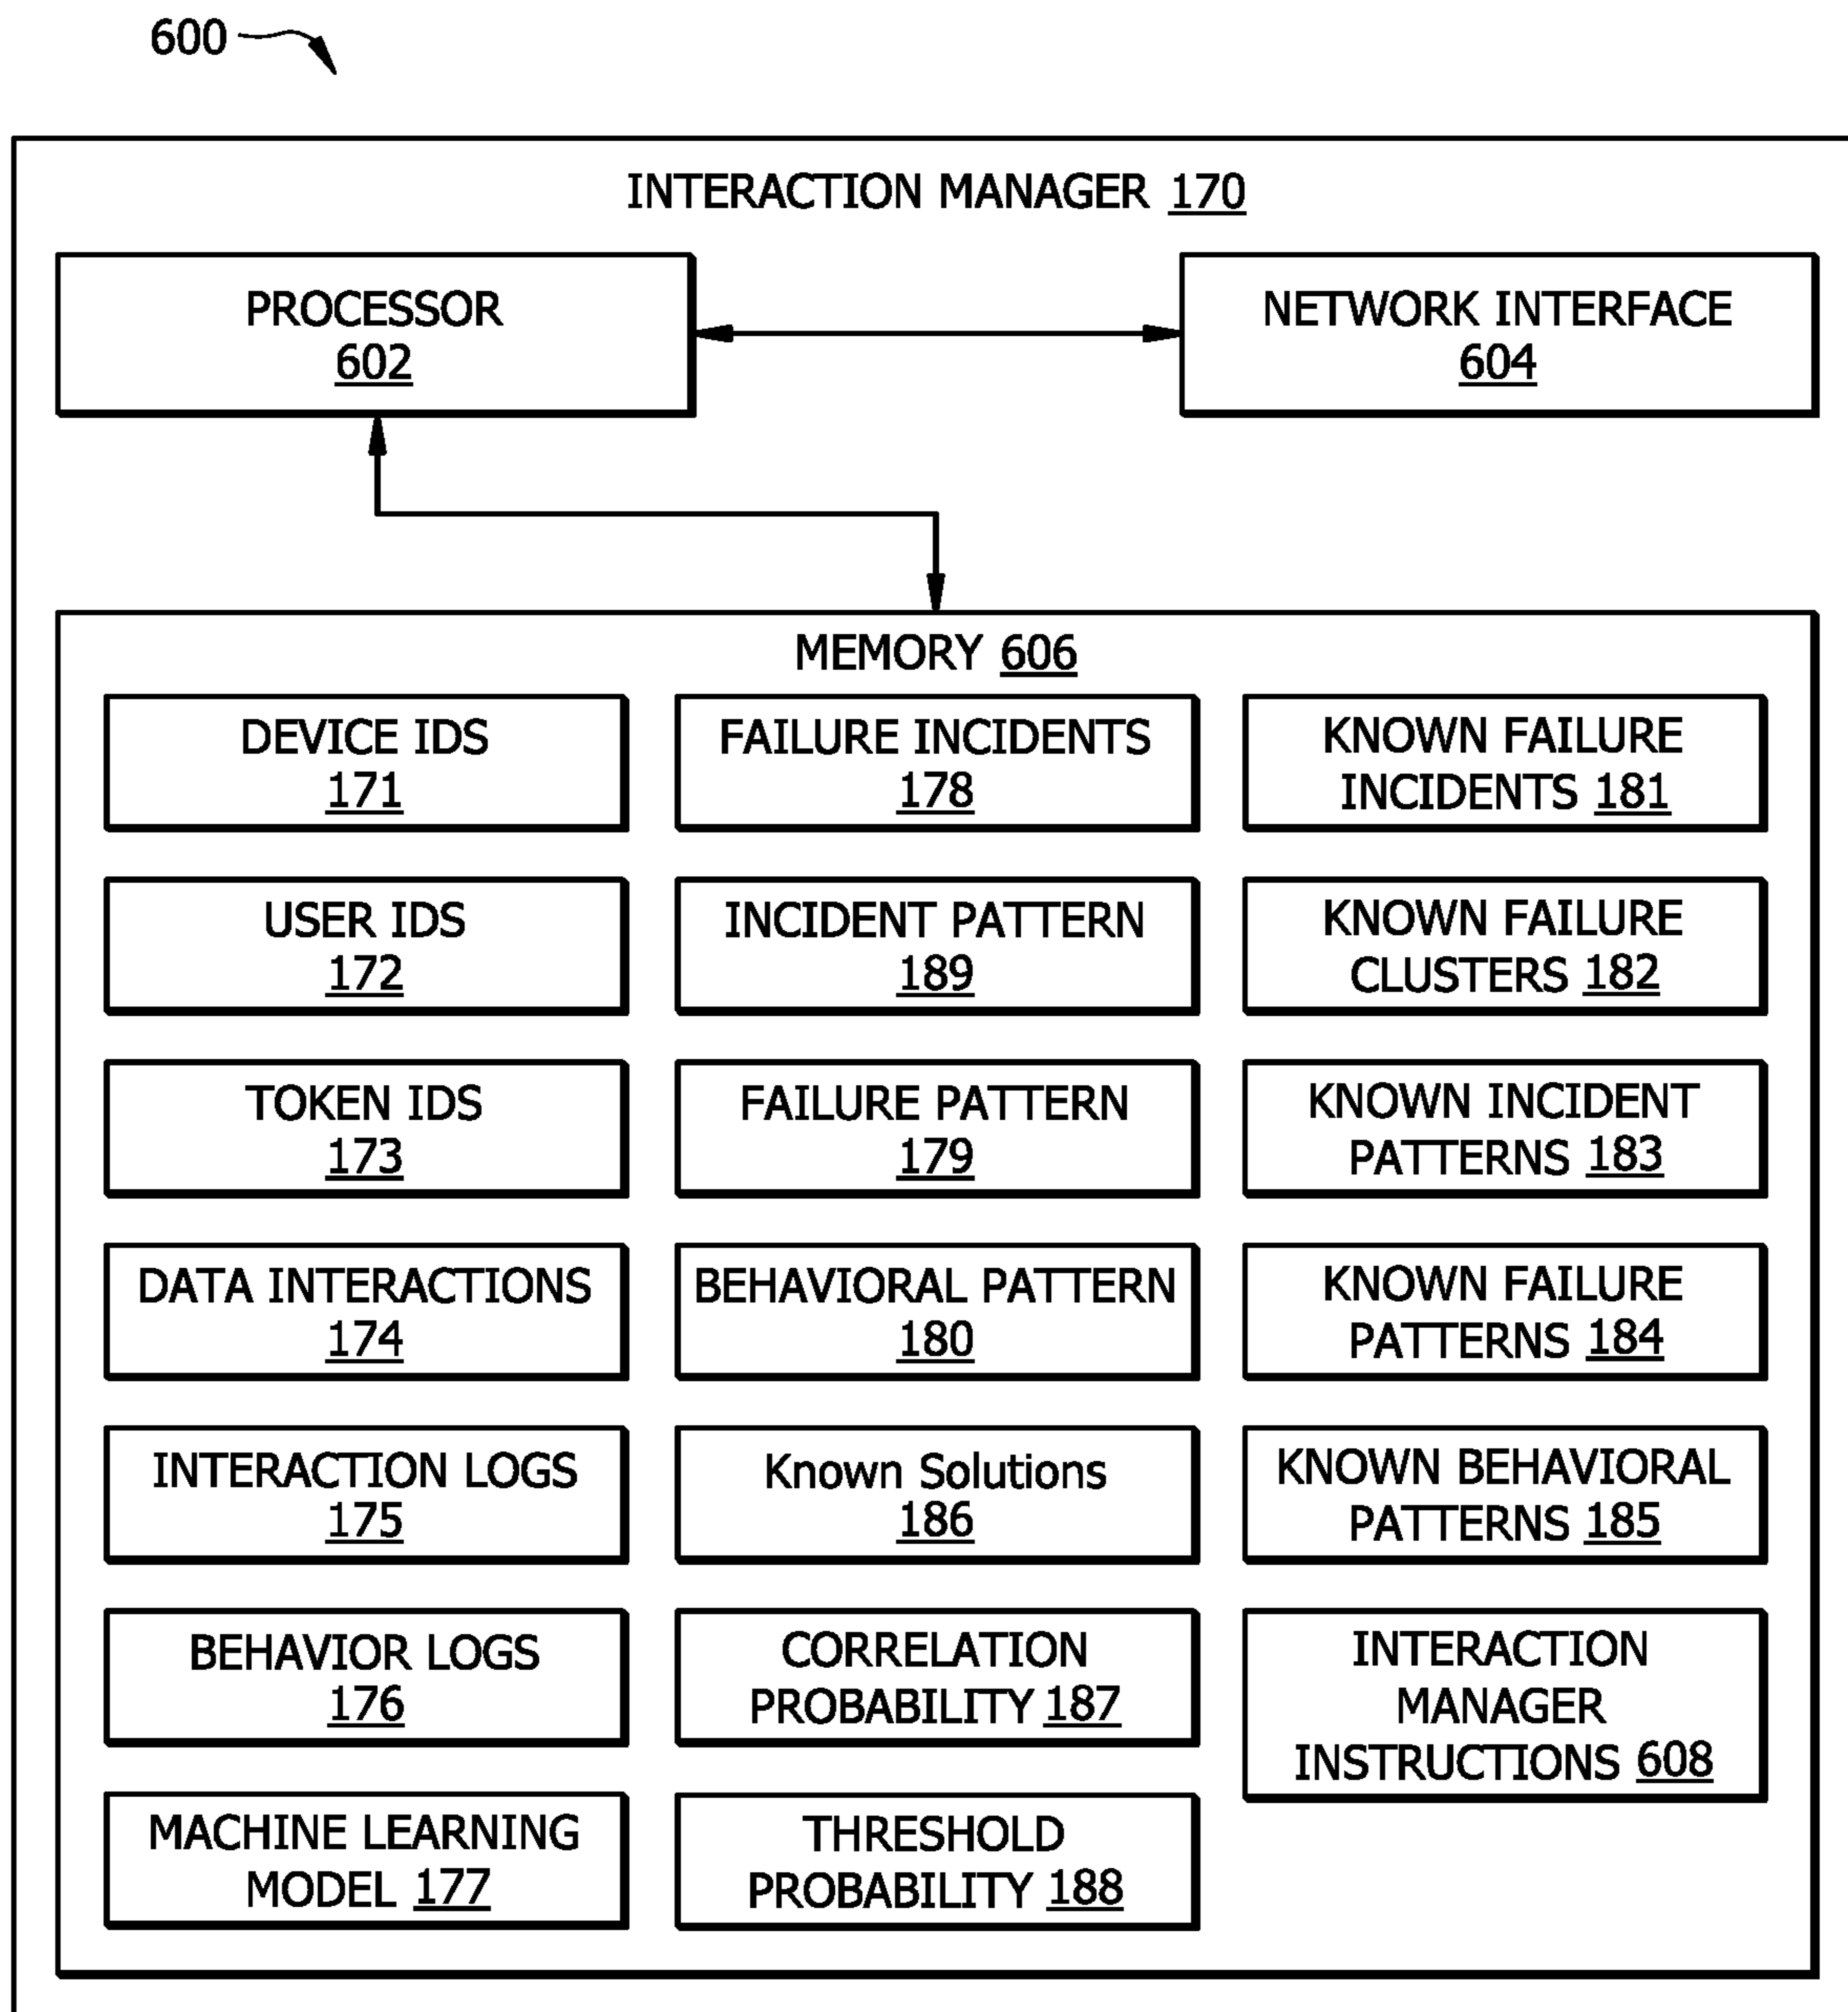 600
INTERACTION MANAGER 170
PROCESSOR
602
NETWORK INTERFACE
604
MEMORY 606
DEVICE IDS
171
FAILURE INCIDENTS
178
KNOWN FAILURE
INCIDENTS 181
USER IDS
172
INCIDENT PATTERN
189
KNOWN FAILURE
CLUSTERS 182
TOKEN IDS
173
FAILURE PATTERN
179
KNOWN INCIDENT
PATTERNS 183
DATA INTERACTIONS
174
BEHAVIORAL PATTERN
180
KNOWN FAILURE
PATTERNS 184
INTERACTION LOGS
175
Known Solutions
186
KNOWN BEHAVIORAL
PATTERNS 185
BEHAVIOR LOGS
176
CORRELATION
PROBABILITY 187
INTERACTION
MANAGER
INSTRUCTIONS 608
MACHINE LEARNING
MODEL 177
THRESHOLD
PROBABILITY 188